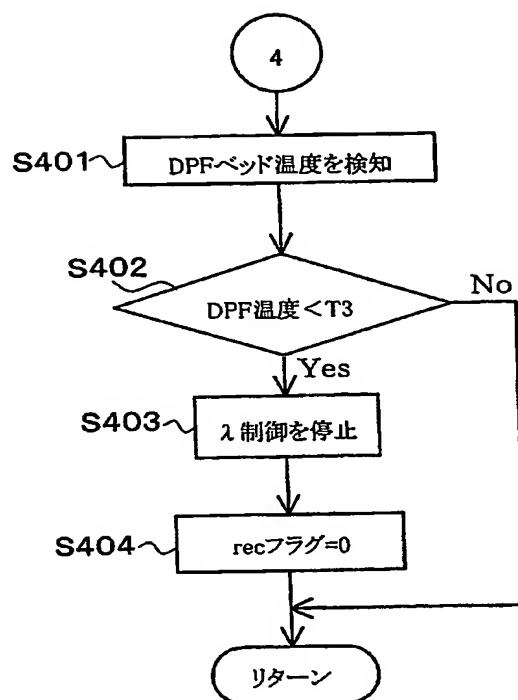 4
S401
DPFベッド温度を検知
S402
DPF温度<T3
No
Yes
S403
λ制御を停止
S404
recフラグ=0
リターン